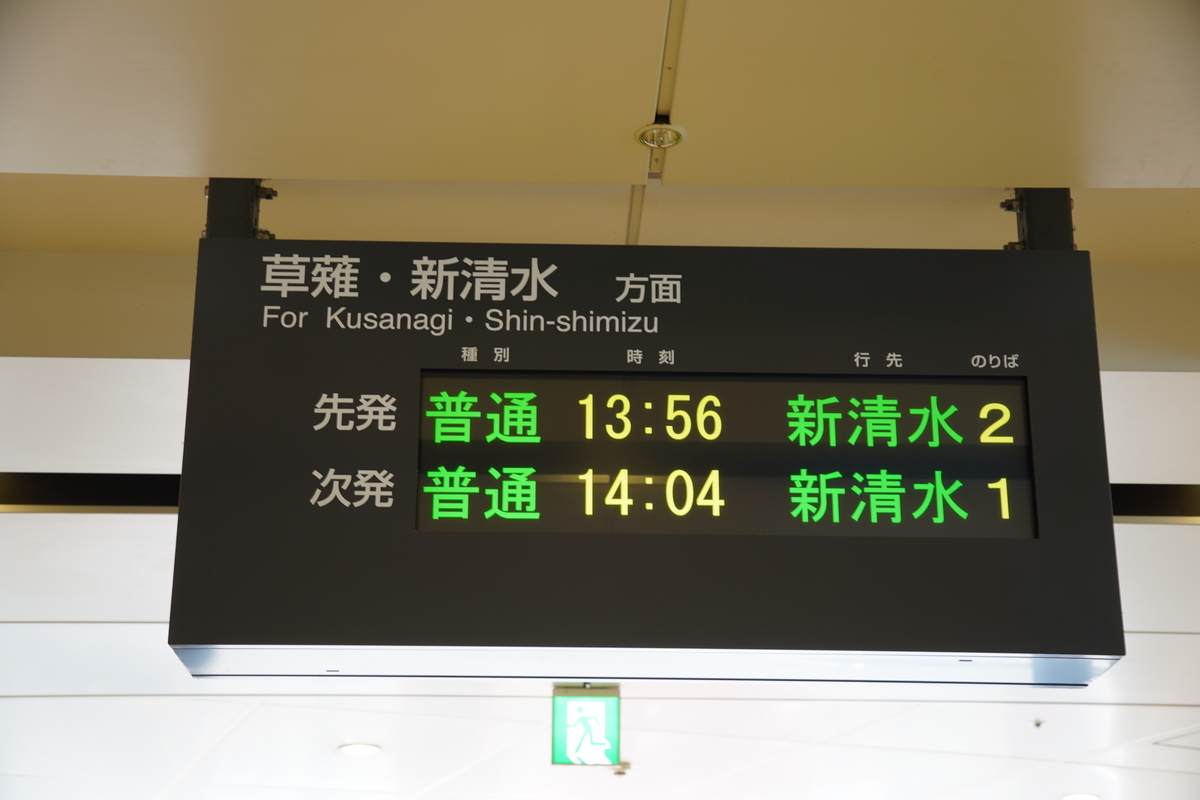 草薙・新清水 方面
For Kusanagi・Shin-shimizu
種別 時刻 行先 のりば
先発 普通 13:56 新清水 2
次発 普通 14:04 新清水 1